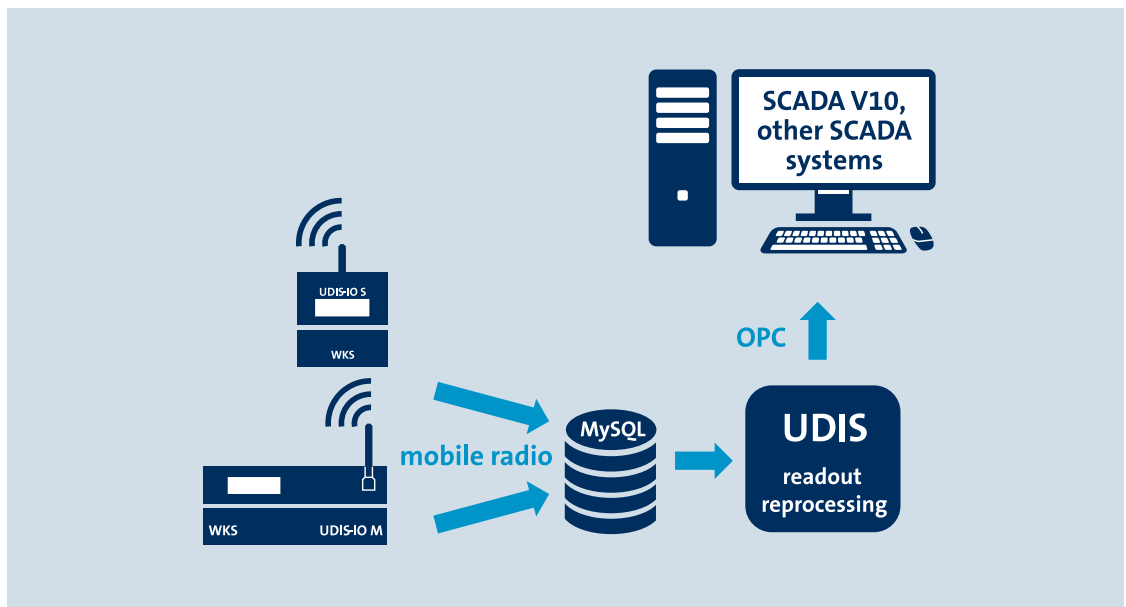 SCADA V10,
other SCADA
systems
UDIS-IO S
WKS
OPC
mobile radio
MySQL
UDIS
readout
reprocessing
WKS UDIS-IO M